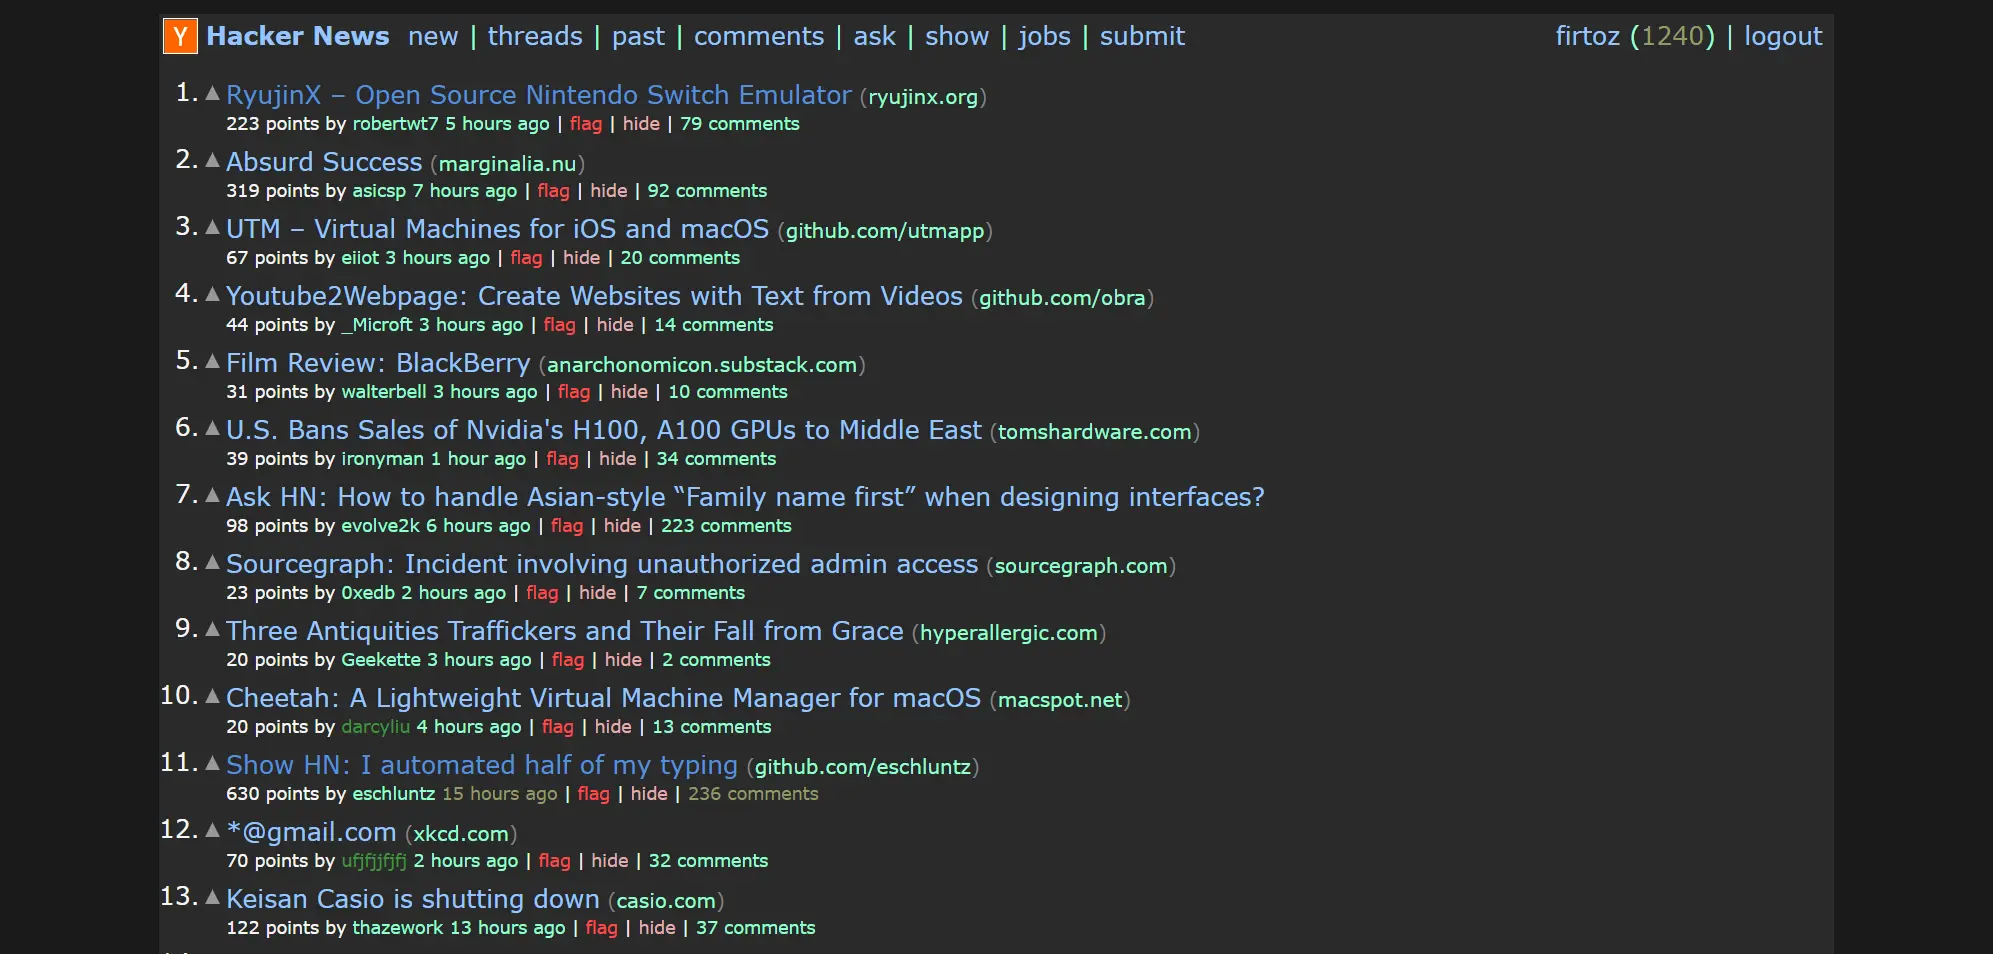 Y Hacker News new | threads | past | comments | ask | show | jobs | submit firtoz (1240) | logout
1. ▲ RyujinX – Open Source Nintendo Switch Emulator (ryujinx.org)
223 points by robertwt7 5 hours ago | flag | hide | 79 comments
2. ▲ Absurd Success (marginalia.nu)
319 points by asicsp 7 hours ago | flag | hide | 92 comments
3. ▲ UTM – Virtual Machines for iOS and macOS (github.com/utmapp)
67 points by eiiot 3 hours ago | flag | hide | 20 comments
4. ▲ Youtube2Webpage: Create Websites with Text from Videos (github.com/obra)
44 points by _Microft 3 hours ago | flag | hide | 14 comments
5. ▲ Film Review: BlackBerry (anarchonomicon.substack.com)
31 points by walterbell 3 hours ago | flag | hide | 10 comments
6. ▲ U.S. Bans Sales of Nvidia's H100, A100 GPUs to Middle East (tomshardware.com)
39 points by ironyman 1 hour ago | flag | hide | 34 comments
7. ▲ Ask HN: How to handle Asian-style “Family name first” when designing interfaces?
98 points by evolve2k 6 hours ago | flag | hide | 223 comments
8. ▲ Sourcegraph: Incident involving unauthorized admin access (sourcegraph.com)
23 points by 0xedb 2 hours ago | flag | hide | 7 comments
9. ▲ Three Antiquities Traffickers and Their Fall from Grace (hyperallergic.com)
20 points by Geekette 3 hours ago | flag | hide | 2 comments
10. ▲ Cheetah: A Lightweight Virtual Machine Manager for macOS (macspot.net)
20 points by darcyliu 4 hours ago | flag | hide | 13 comments
11. ▲ Show HN: I automated half of my typing (github.com/eschluntz)
630 points by eschluntz 15 hours ago | flag | hide | 236 comments
12. ▲ *@gmail.com (xkcd.com)
70 points by ufjfjjfjfj 2 hours ago | flag | hide | 32 comments
13. ▲ Keisan Casio is shutting down (casio.com)
122 points by thazework 13 hours ago | flag | hide | 37 comments